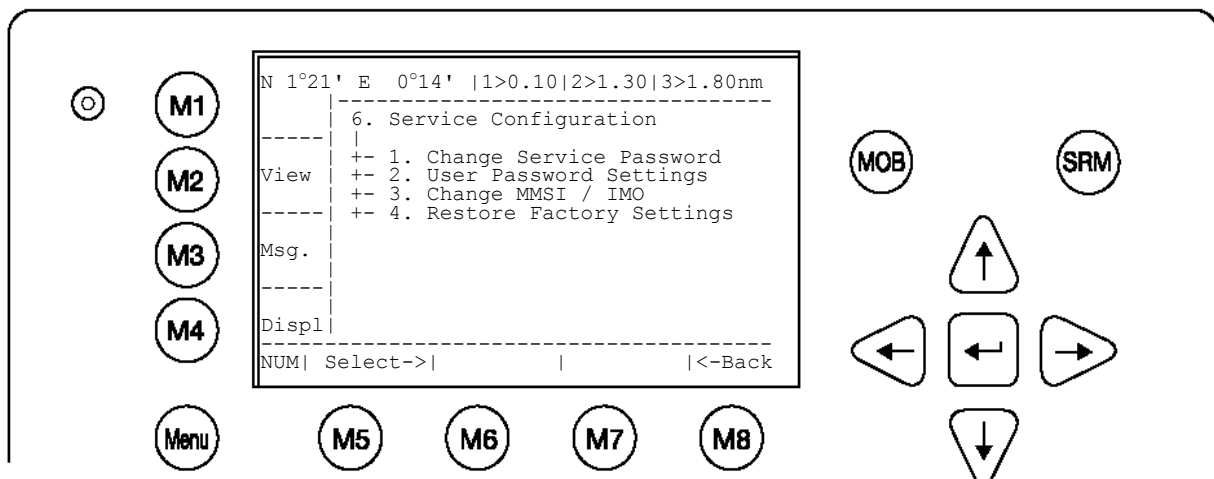 N 1°21' E 0°14' |1>0.10|2>1.30|3>1.80nm
6. Service Configuration
+- 1. Change Service Password
+- 2. User Password Settings
+- 3. Change MMSI / IMO
+- 4. Restore Factory Settings
View
Msg.
Displ
NUM| Select->| | |<-Back
M1
M2
M3
M4
Menu
M5
M6
M7
M8
MOB
SRM